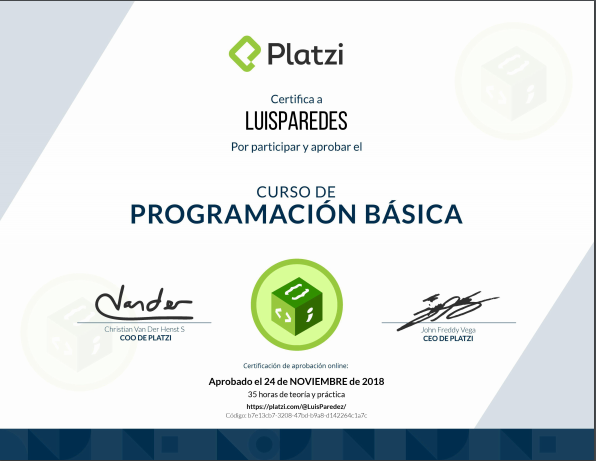 Platzi
Certifica a
LUISPAREDES
Por participar y aprobar el
CURSO DE
PROGRAMACIÓN BÁSICA
Christian Van Der Henst S
COO DE PLATZI
John Freddy Vega
CEO DE PLATZI
Certificación de aprobación online:
Aprobado el 24 de NOVIEMBRE de 2018
35 horas de teoría y práctica
https://platzi.com/@LuisParedez/
Código: b7e13cb7-3208-47bd-b9a8-d142264c1a7c